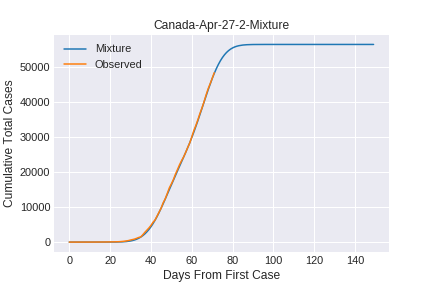 Canada-Apr-27-2-Mixture
Mixture
Observed
Cumulative Total Cases
50000
40000
30000
20000
10000
0
0 20 40 60 80 100 120 140
Days From First Case